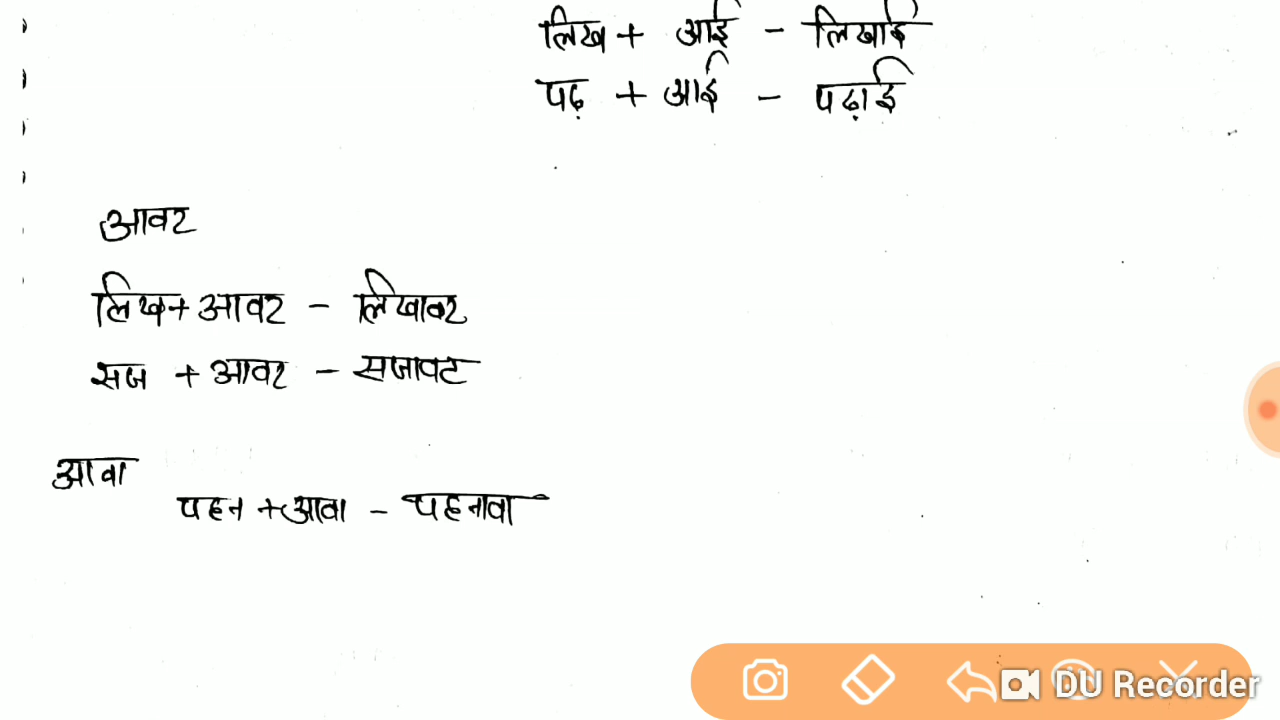 लिख + आई - लिखाई
पढ़ + आई - पढ़ाई
आवट
लिख + आवट - लिखावट
सज + आवट - सजावट
आवा
पहन + आवा - पहनावा
DU Recorder